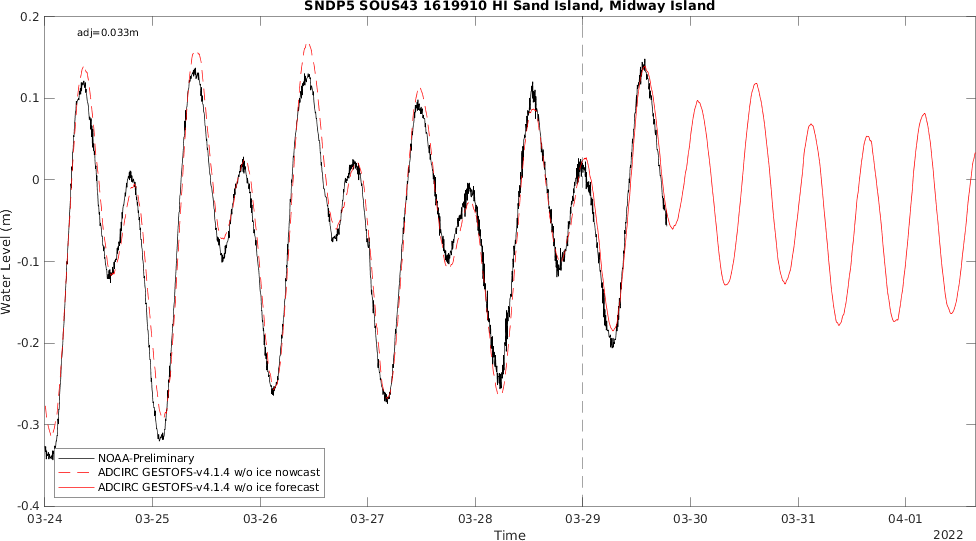 SNDP5 SOUS43 1619910 HI Sand Island, Midway Island
adj=0.033m
0.2
0.1
0
-0.1
-0.2
-0.3
-0.4
Water Level (m)
NOAA-Preliminary
ADCIRC GESTOFS-v4.1.4 w/o ice nowcast
ADCIRC GESTOFS-v4.1.4 w/o ice forecast
03-24 03-25 03-26 03-27 03-28 03-29 03-30 03-31 04-01
Time
2022